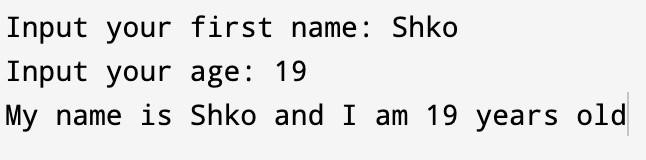 Input your first name: Shko
Input your age: 19
My name is Shko and I am 19 years old